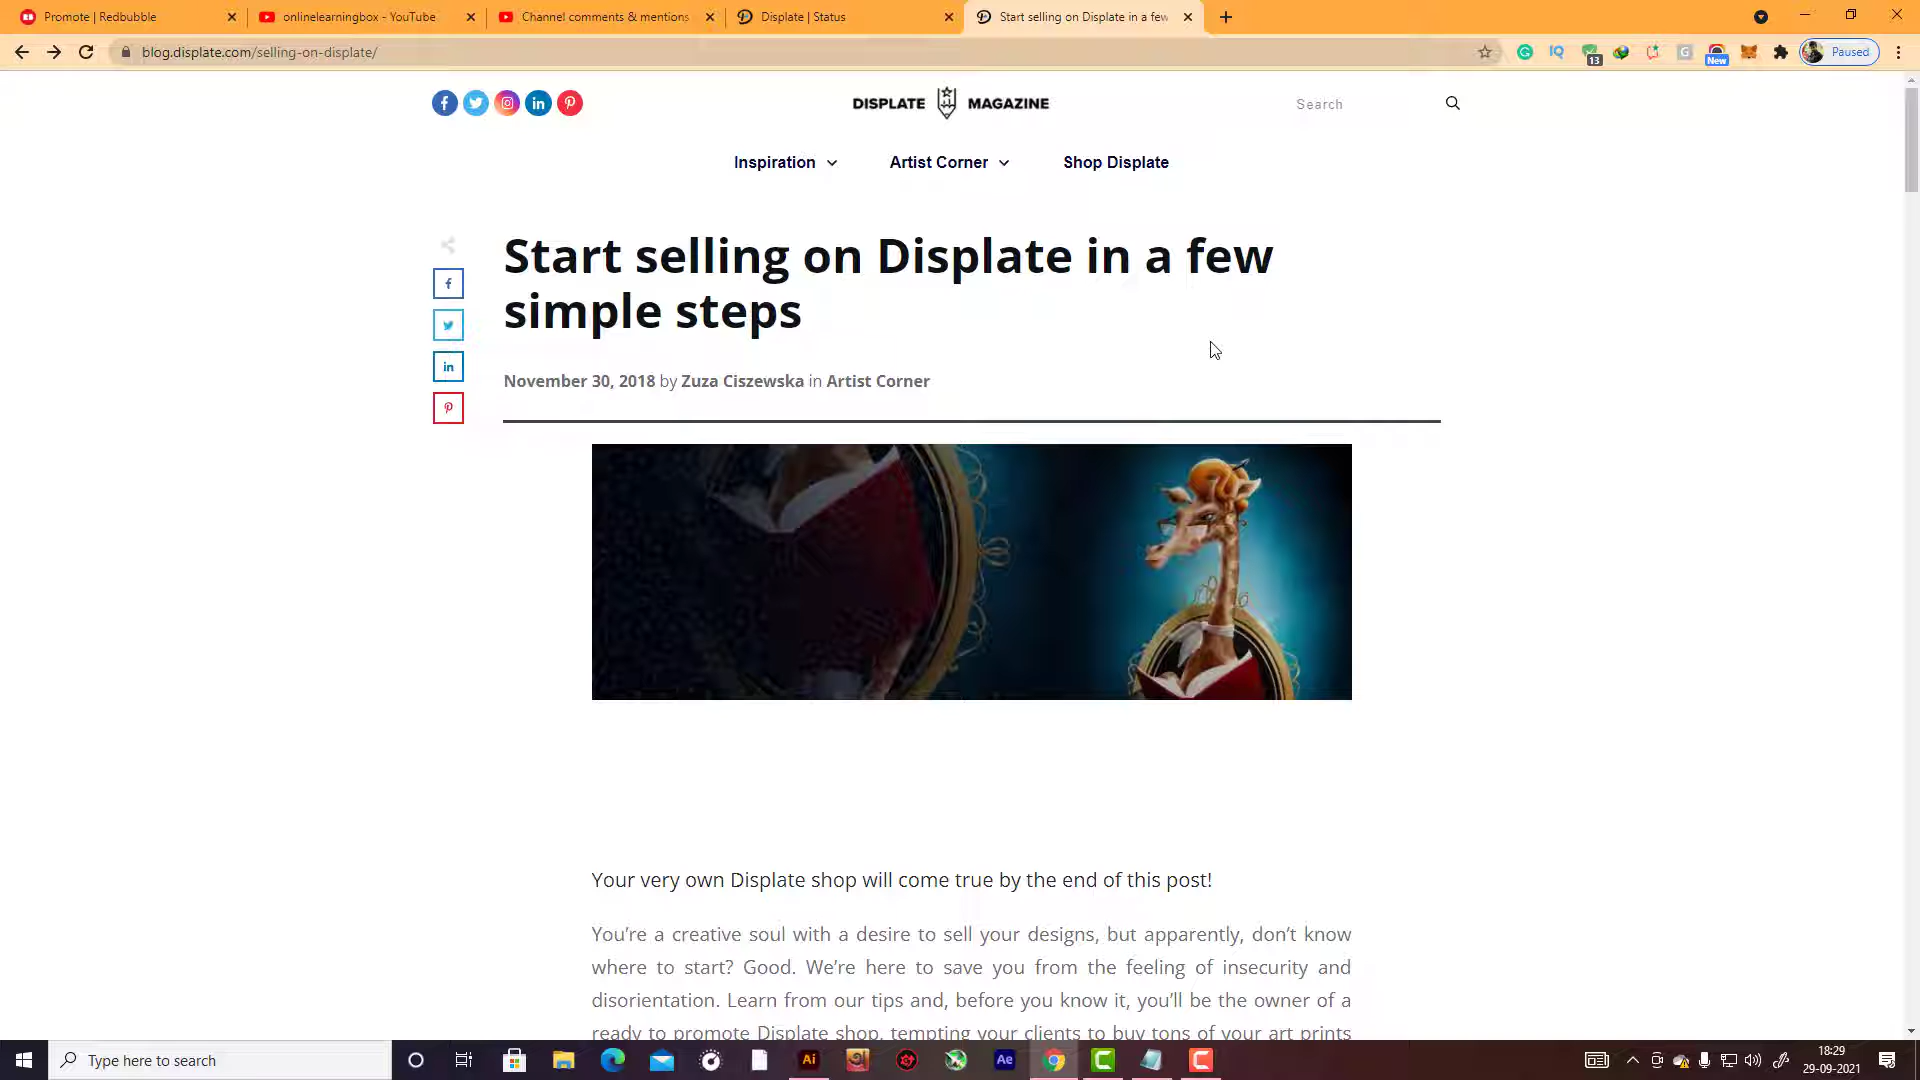 Promote | Redbubble
onlinelearningbox - YouTube
Channel comments & mentions
Displate | Status
Start selling on Displate in a few
blog.displate.com/selling-on-displate/
13
New
Paused
DISPLATE MAGAZINE
Search
Inspiration
Artist Corner
Shop Displate
Start selling on Displate in a few
simple steps
November 30, 2018 by Zuza Ciszewska in Artist Corner
Your very own Displate shop will come true by the end of this post!
You’re a creative soul with a desire to sell your designs, but apparently, don’t know
where to start? Good. We’re here to save you from the feeling of insecurity and
disorientation. Learn from our tips and, before you know it, you’ll be the owner of a
ready to promote Displate shop, tempting your clients to buy tons of your art prints
Type here to search
Ai
Ae
18:29
29-09-2021